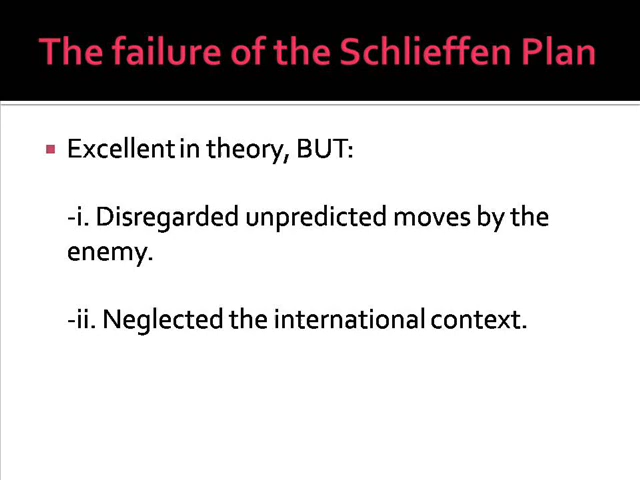 The failure of the Schlieffen Plan
Excellent in theory, BUT:
-i. Disregarded unpredicted moves by the
enemy.
-ii. Neglected the international context.